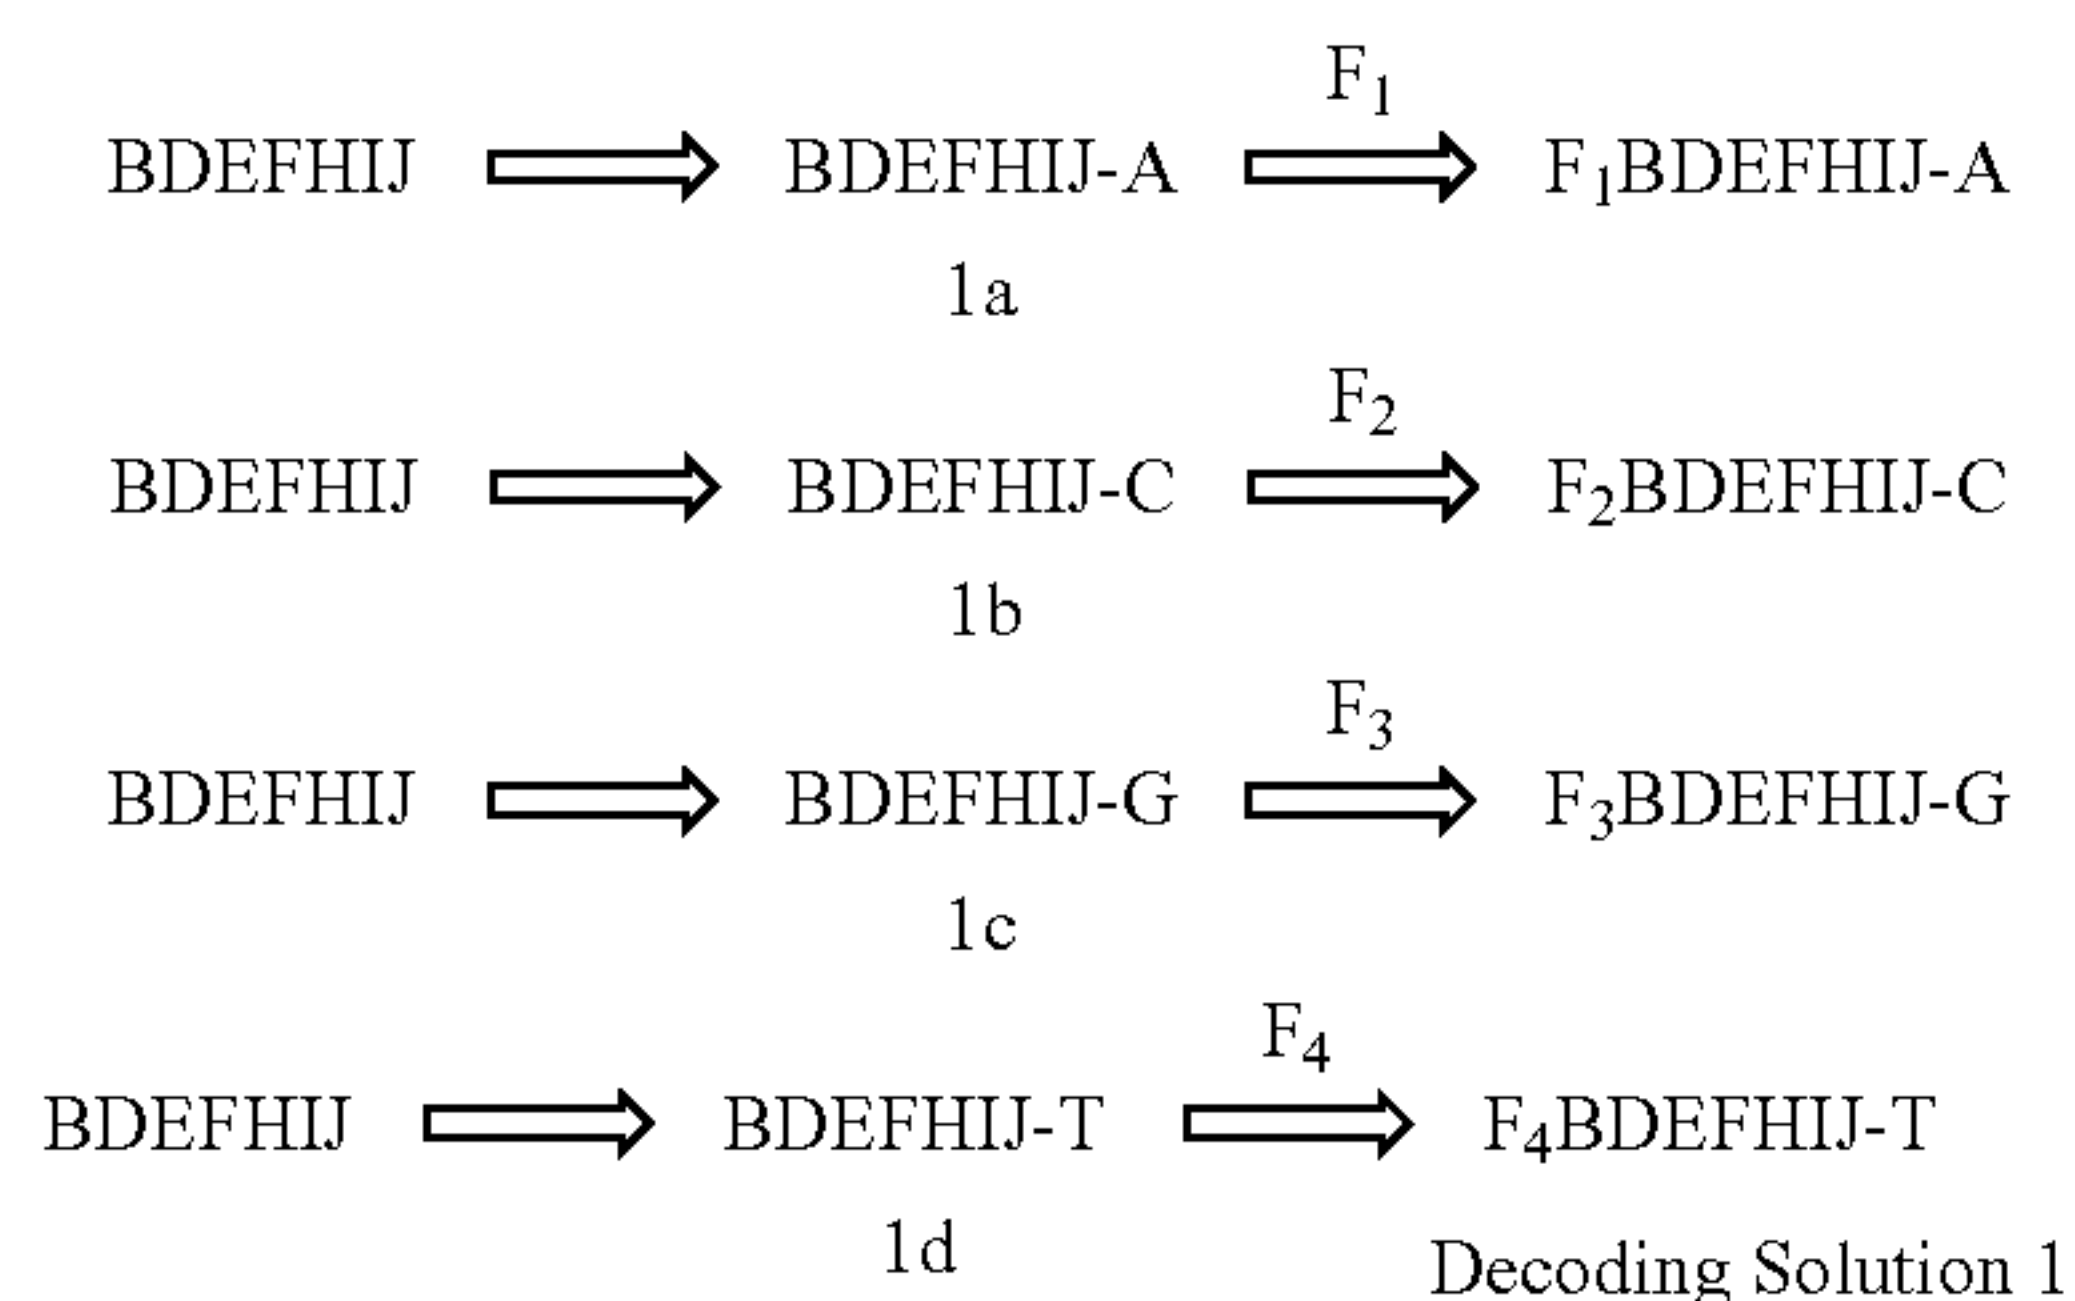 F₁
BDEFHIJ BDEFHIJ-A F₁BDEFHIJ-A
1a
F₂
BDEFHIJ BDEFHIJ-C F₂BDEFHIJ-C
1b
F₃
BDEFHIJ BDEFHIJ-G F₃BDEFHIJ-G
1c
F₄
BDEFHIJ BDEFHIJ-T F₄BDEFHIJ-T
1d
Decoding Solution 1